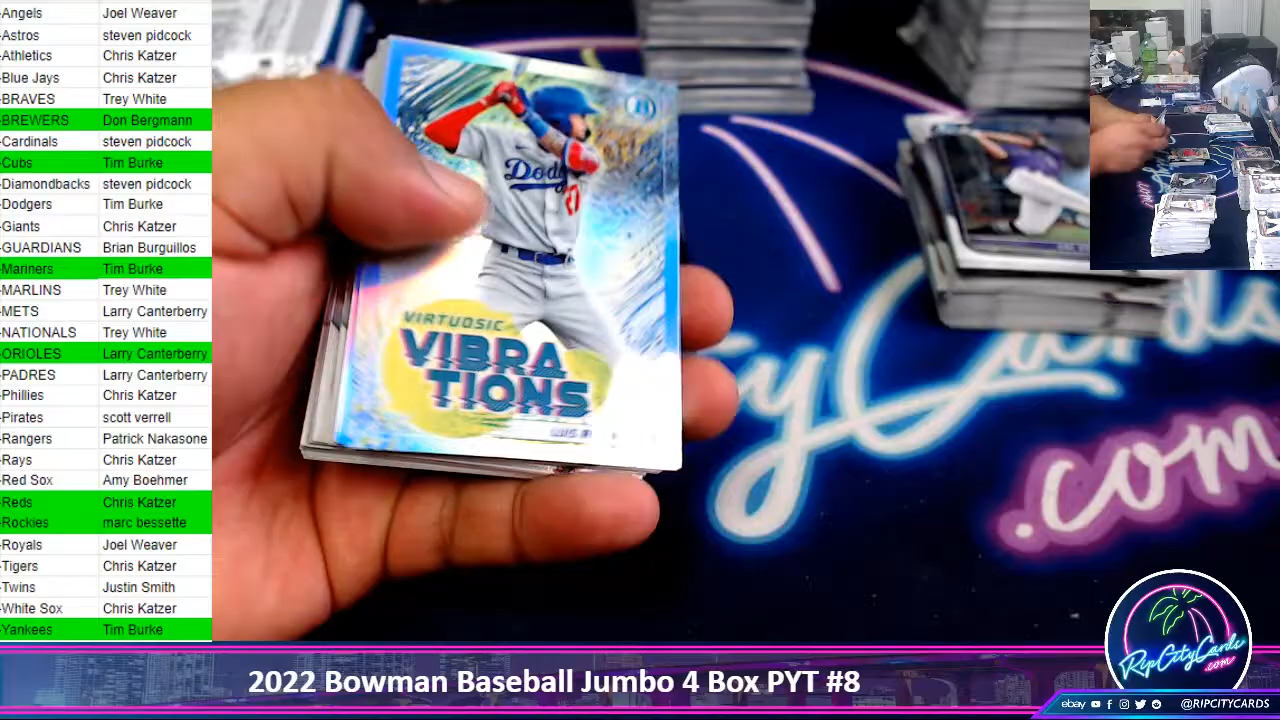 -Angels Joel Weaver
-Astros steven pidcock
-Athletics Chris Katzer
-Blue Jays Chris Katzer
-BRAVES Trey White
-BREWERS Don Bergmann
-Cardinals steven pidcock
-Cubs Tim Burke
-Diamondbacks steven pidcock
-Dodgers Tim Burke
-Giants Chris Katzer
-GUARDIANS Brian Burguillos
-Mariners Tim Burke
-MARLINS Trey White
-METS Larry Canterberry
-NATIONALS Trey White
-ORIOLES Larry Canterberry
-PADRES Larry Canterberry
-Phillies Chris Katzer
-Pirates scott verrell
-Rangers Patrick Nakasone
-Rays Chris Katzer
-Red Sox Amy Boehmer
-Reds Chris Katzer
-Rockies marc bessette
-Royals Joel Weaver
-Tigers Chris Katzer
-Twins Justin Smith
-White Sox Chris Katzer
-Yankees Tim Burke
Dod
VIRTUOSIC
VIBRA
TIONS
yCards
.com
RipCityCards
.com
2022 Bowman Baseball Jumbo 4 Box PYT #8
ebay @RIPCITYCARDS